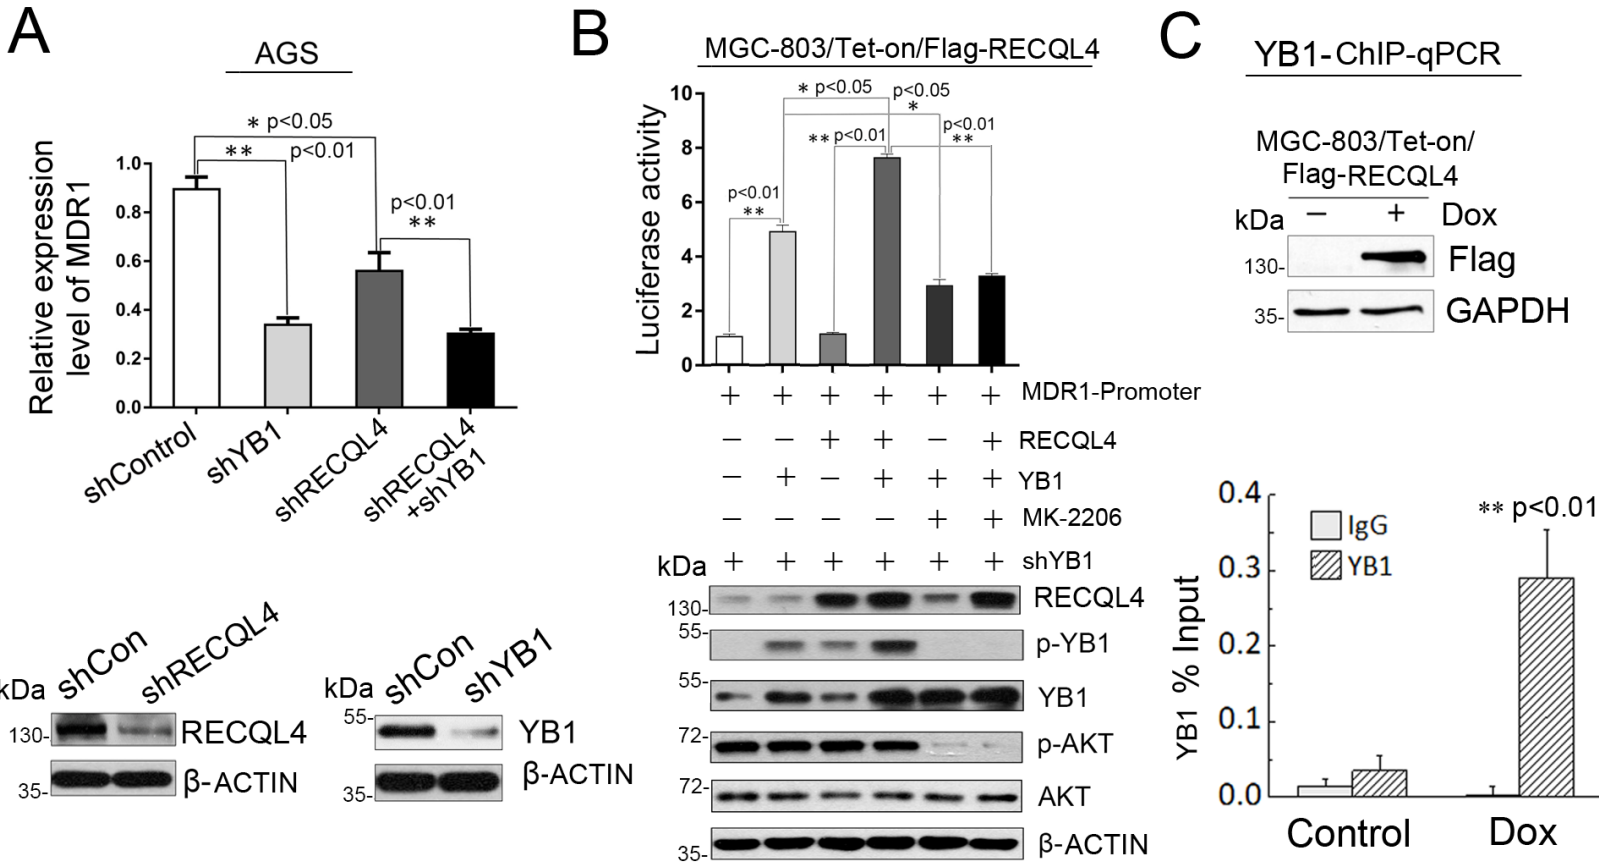 A
AGS
* p<0.05
** p<0.01
p<0.01
**
Relative expression
level of MDR1
1.0
0.8
0.6
0.4
0.2
0.0
shControl
shYB1
shRECQL4
shRECQL4
+shYB1
shCon
shRECQL4
kDa
130-
RECQL4
35-
β-ACTIN
shCon
shYB1
kDa
55-
YB1
35-
β-ACTIN
B
MGC-803/Tet-on/Flag-RECQL4
* p<0.05
p<0.05
*
** p<0.01
p<0.01
**
p<0.01
**
Luciferase activity
10
8
6
4
2
0
+ + + + + + MDR1-Promoter
− − + + − + RECQL4
− + − + + + YB1
− − − − + + MK-2206
+ + + + + + shYB1
kDa
130- RECQL4
55- p-YB1
55- YB1
72- p-AKT
72- AKT
35- β-ACTIN
C
YB1-ChIP-qPCR
MGC-803/Tet-on/
Flag-RECQL4
kDa − + Dox
130- Flag
35- GAPDH
YB1 % Input
0.4
0.3
0.2
0.1
0.0
IgG
YB1
** p<0.01
Control
Dox